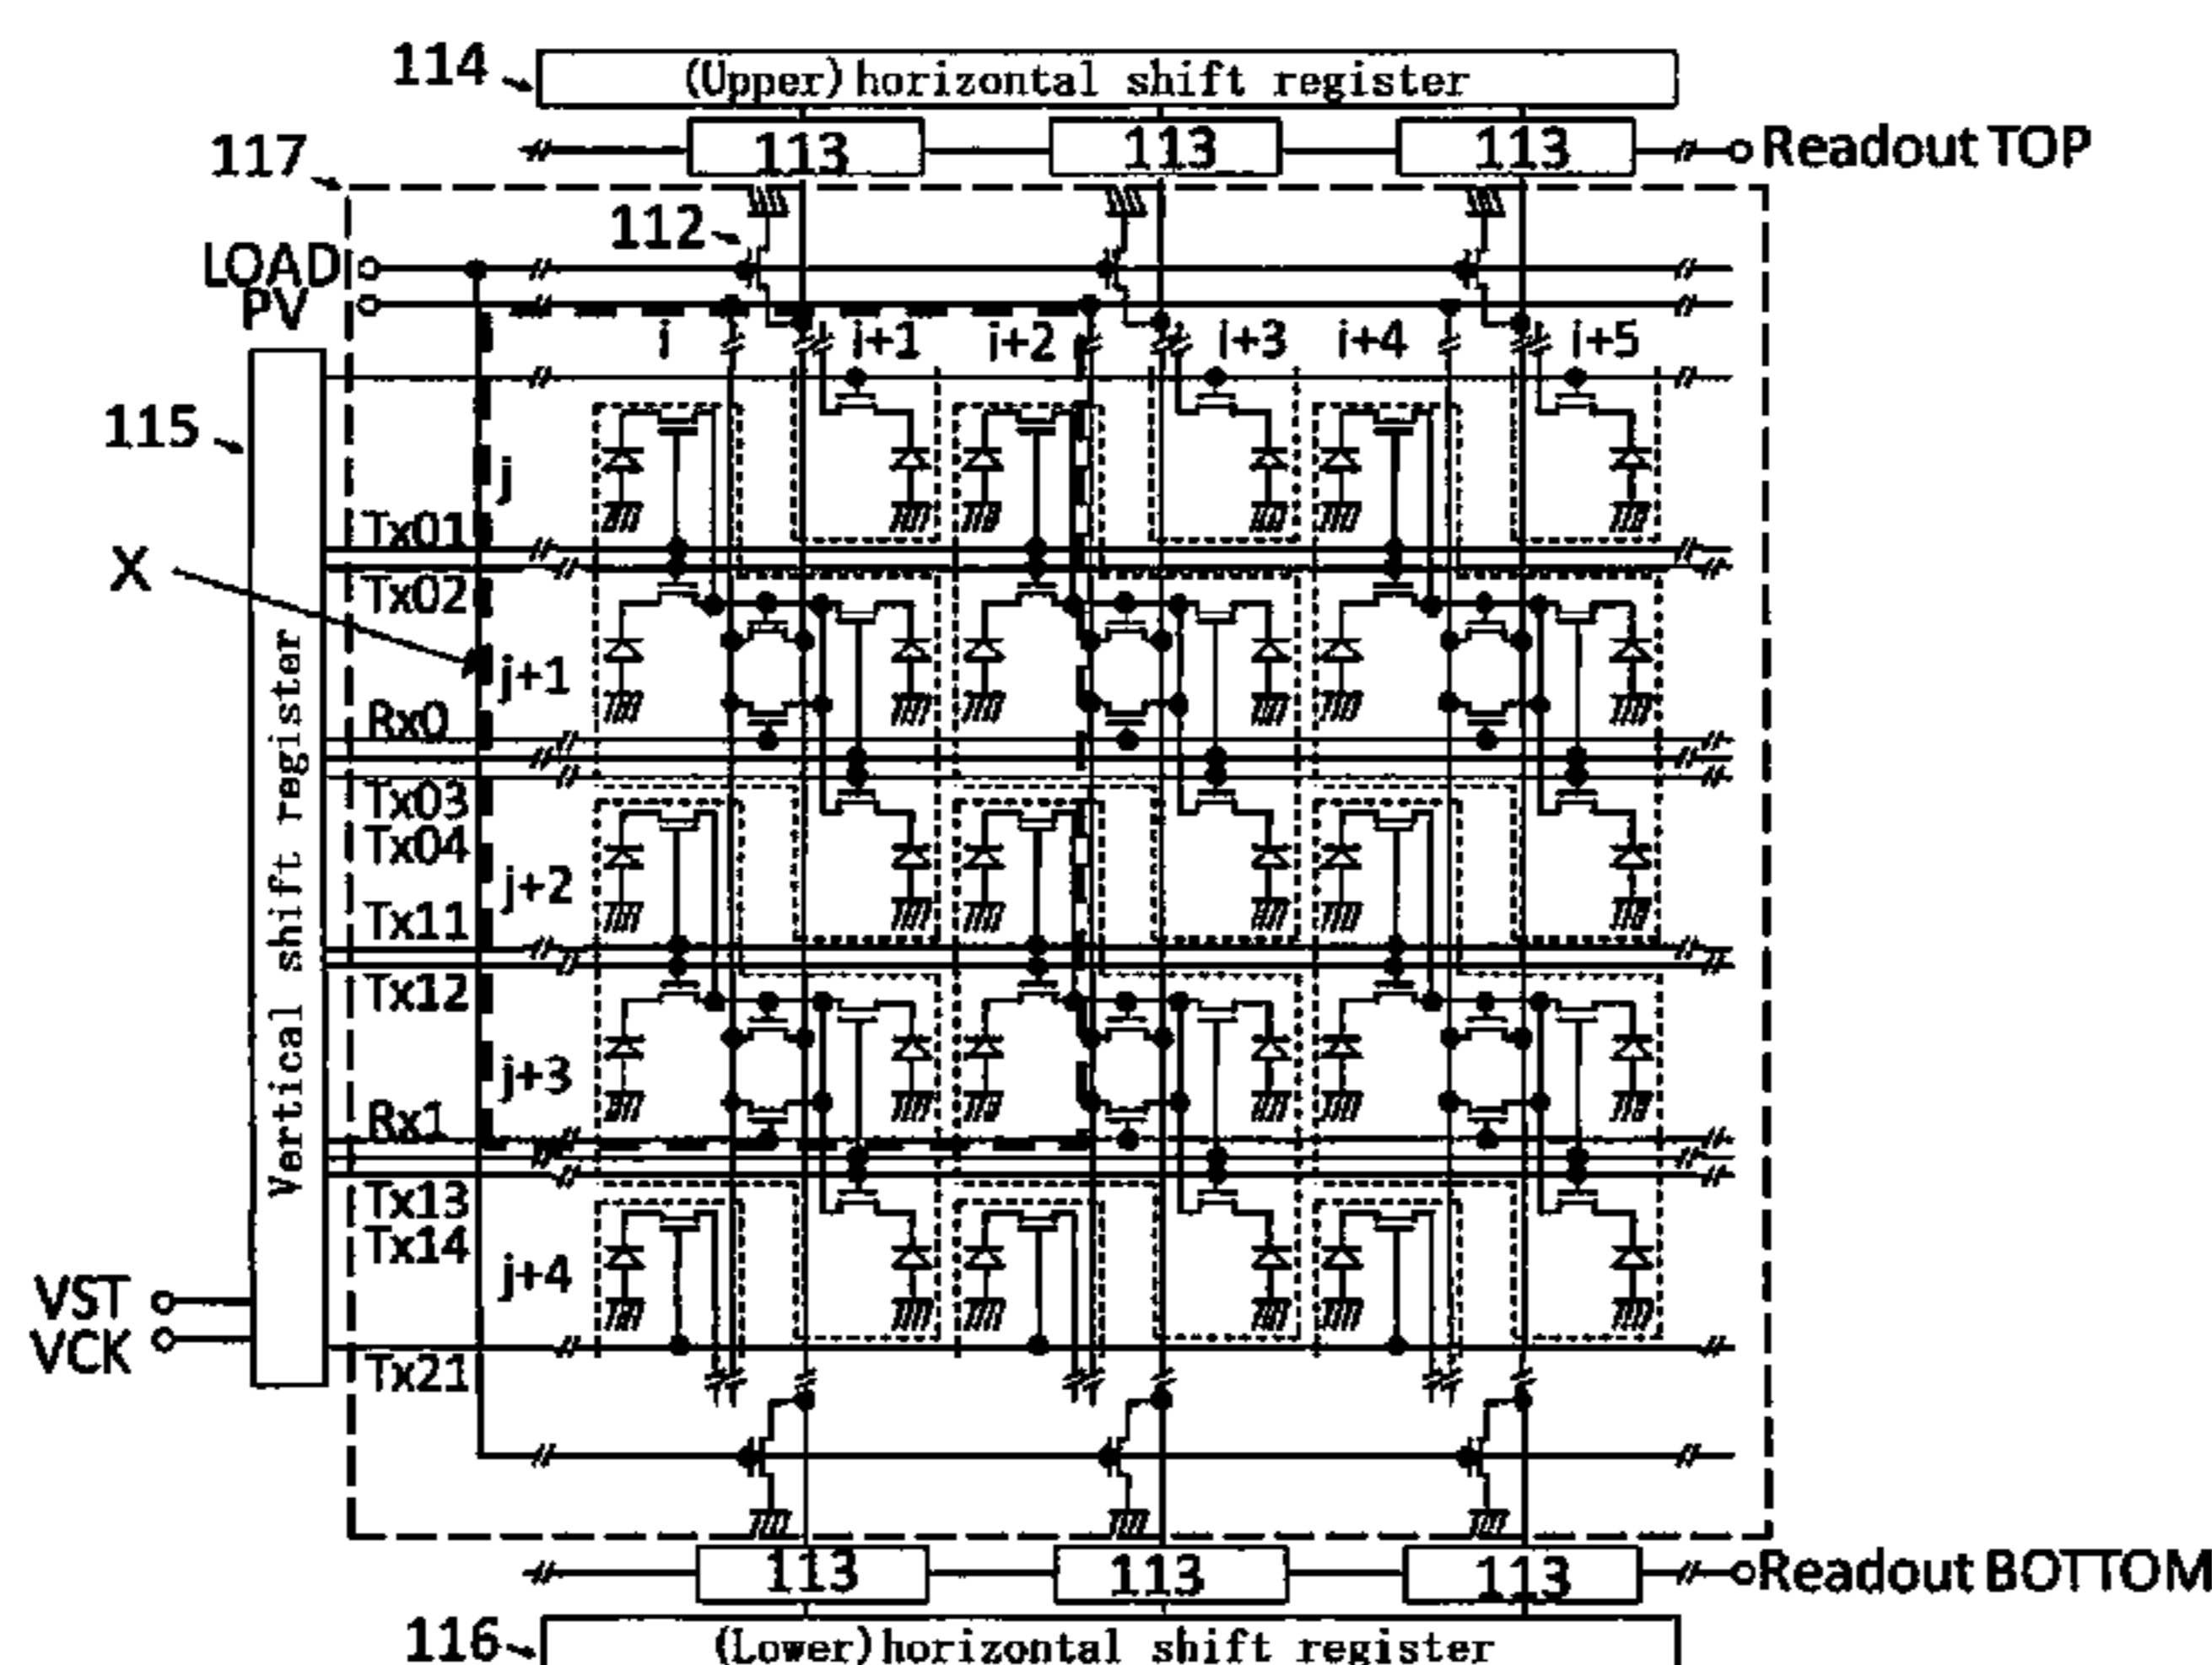 114
(Upper)horizontal shift register
117
113 113 113
Readout TOP
112
LOAD
PV
i i+1 i+2 i+3 i+4 i+5
115
j
Tx01
X
Tx02
j+1
Rx0
Tx03
Tx04
j+2
Tx11
Vertical shift register
Tx12
j+3
Rx1
Tx13
Tx14
j+4
VST
VCK
Tx21
113 113 113
Readout BOTTOM
116
(Lower)horizontal shift register